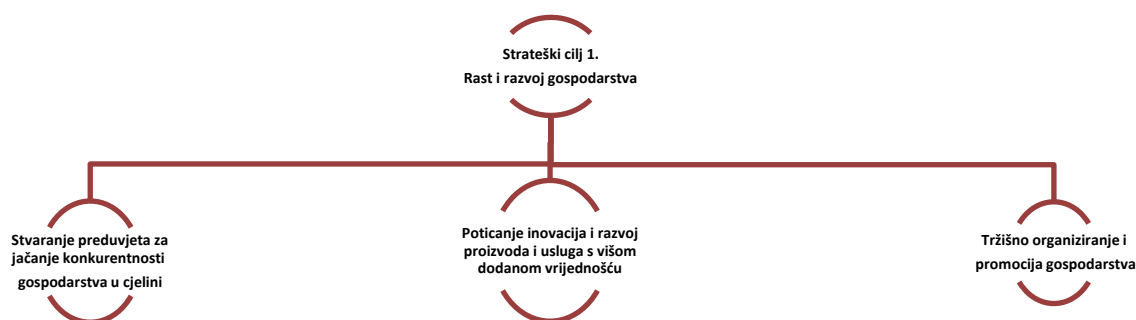 Strateški cilj 1.
Rast i razvoj gospodarstva
Stvaranje preduvjeta za
jačanje konkurentnosti
gospodarstva u cjelini
Poticanje inovacija i razvoj
proizvoda i usluga s višom
dodanom vrijednošću
Tržišno organiziranje i
promocija gospodarstva